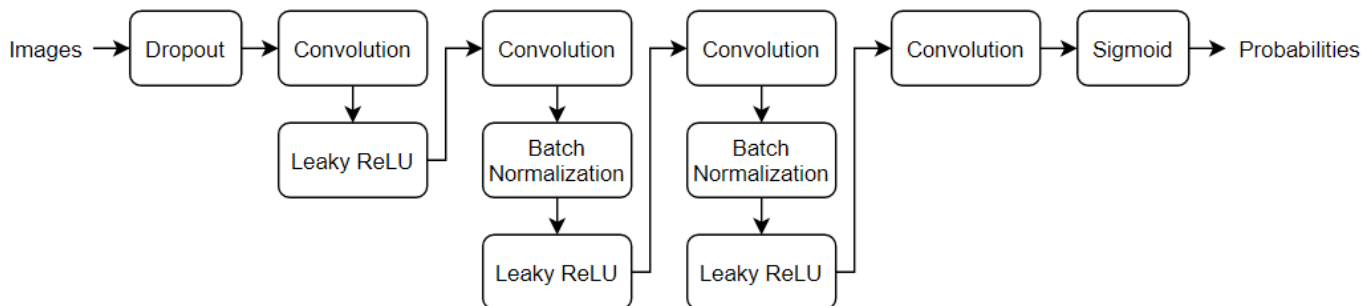 Images
Dropout
Convolution
Leaky ReLU
Convolution
Batch
Normalization
Leaky ReLU
Convolution
Batch
Normalization
Leaky ReLU
Convolution
Sigmoid
Probabilities